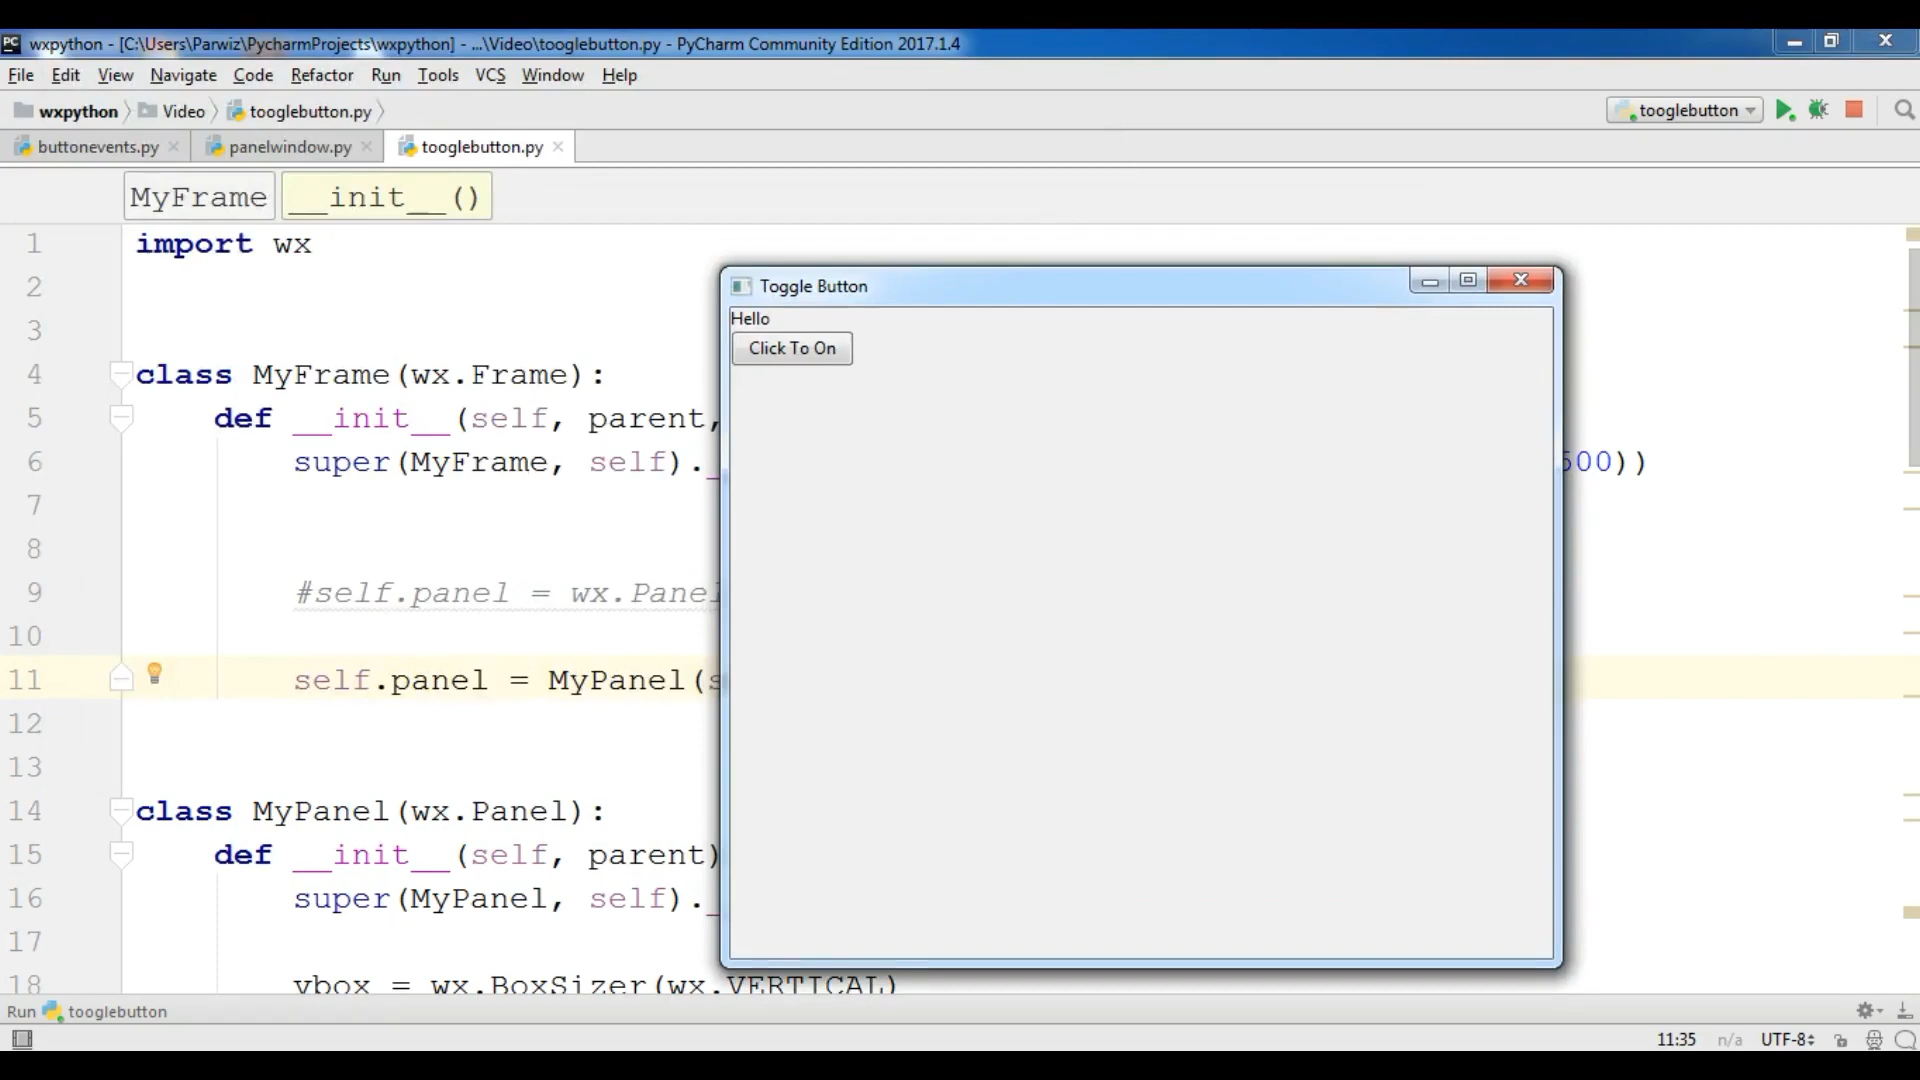 PC wxpython - [C:\Users\Parwiz\PycharmProjects\wxpython] - ...\Video\tooglebutton.py - PyCharm Community Edition 2017.1.4
File Edit View Navigate Code Refactor Run Tools VCS Window Help
wxpython Video tooglebutton.py tooglebutton
buttonevents.py panelwindow.py tooglebutton.py
MyFrame __init__()
1 import wx
2
Toggle Button
Hello
Click To On
3
4 class MyFrame(wx.Frame):
5 def __init__(self, parent,
6 super(MyFrame, self)._ 500))
7
8
9 #self.panel = wx.Panel
10
11 self.panel = MyPanel(s
12
13
14 class MyPanel(wx.Panel):
15 def __init__(self, parent)
16 super(MyPanel, self)._
17
18 vbox = wx.BoxSizer(wx.VERTICAL)
Run tooglebutton
11:35 n/a UTF-8